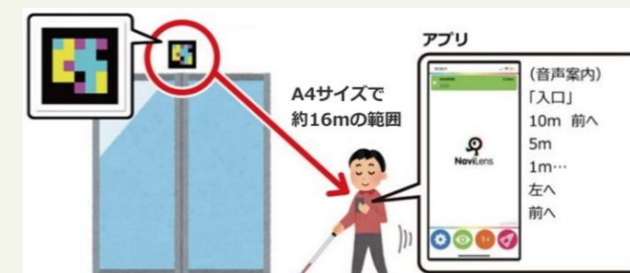 アプリ
A4サイズで
約16mの範囲
NaviLens
(音声案内)
「入口」
10m 前へ
5m
1m…
左へ
前へ